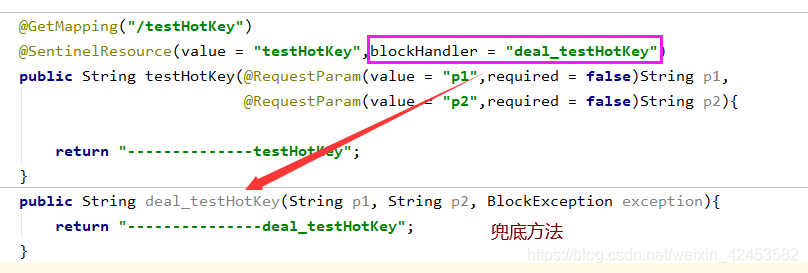 @GetMapping("/testHotKey")
@SentinelResource(value = "testHotKey",blockHandler = "deal_testHotKey")
public String testHotKey(@RequestParam(value = "p1",required = false)String p1,
@RequestParam(value = "p2",required = false)String p2){
return "--------------testHotKey";
}
public String deal_testHotKey(String p1, String p2, BlockException exception){
return "---------------deal_testHotKey";
兜底方法
}
https://blog.csdn.net/weixin_42453582